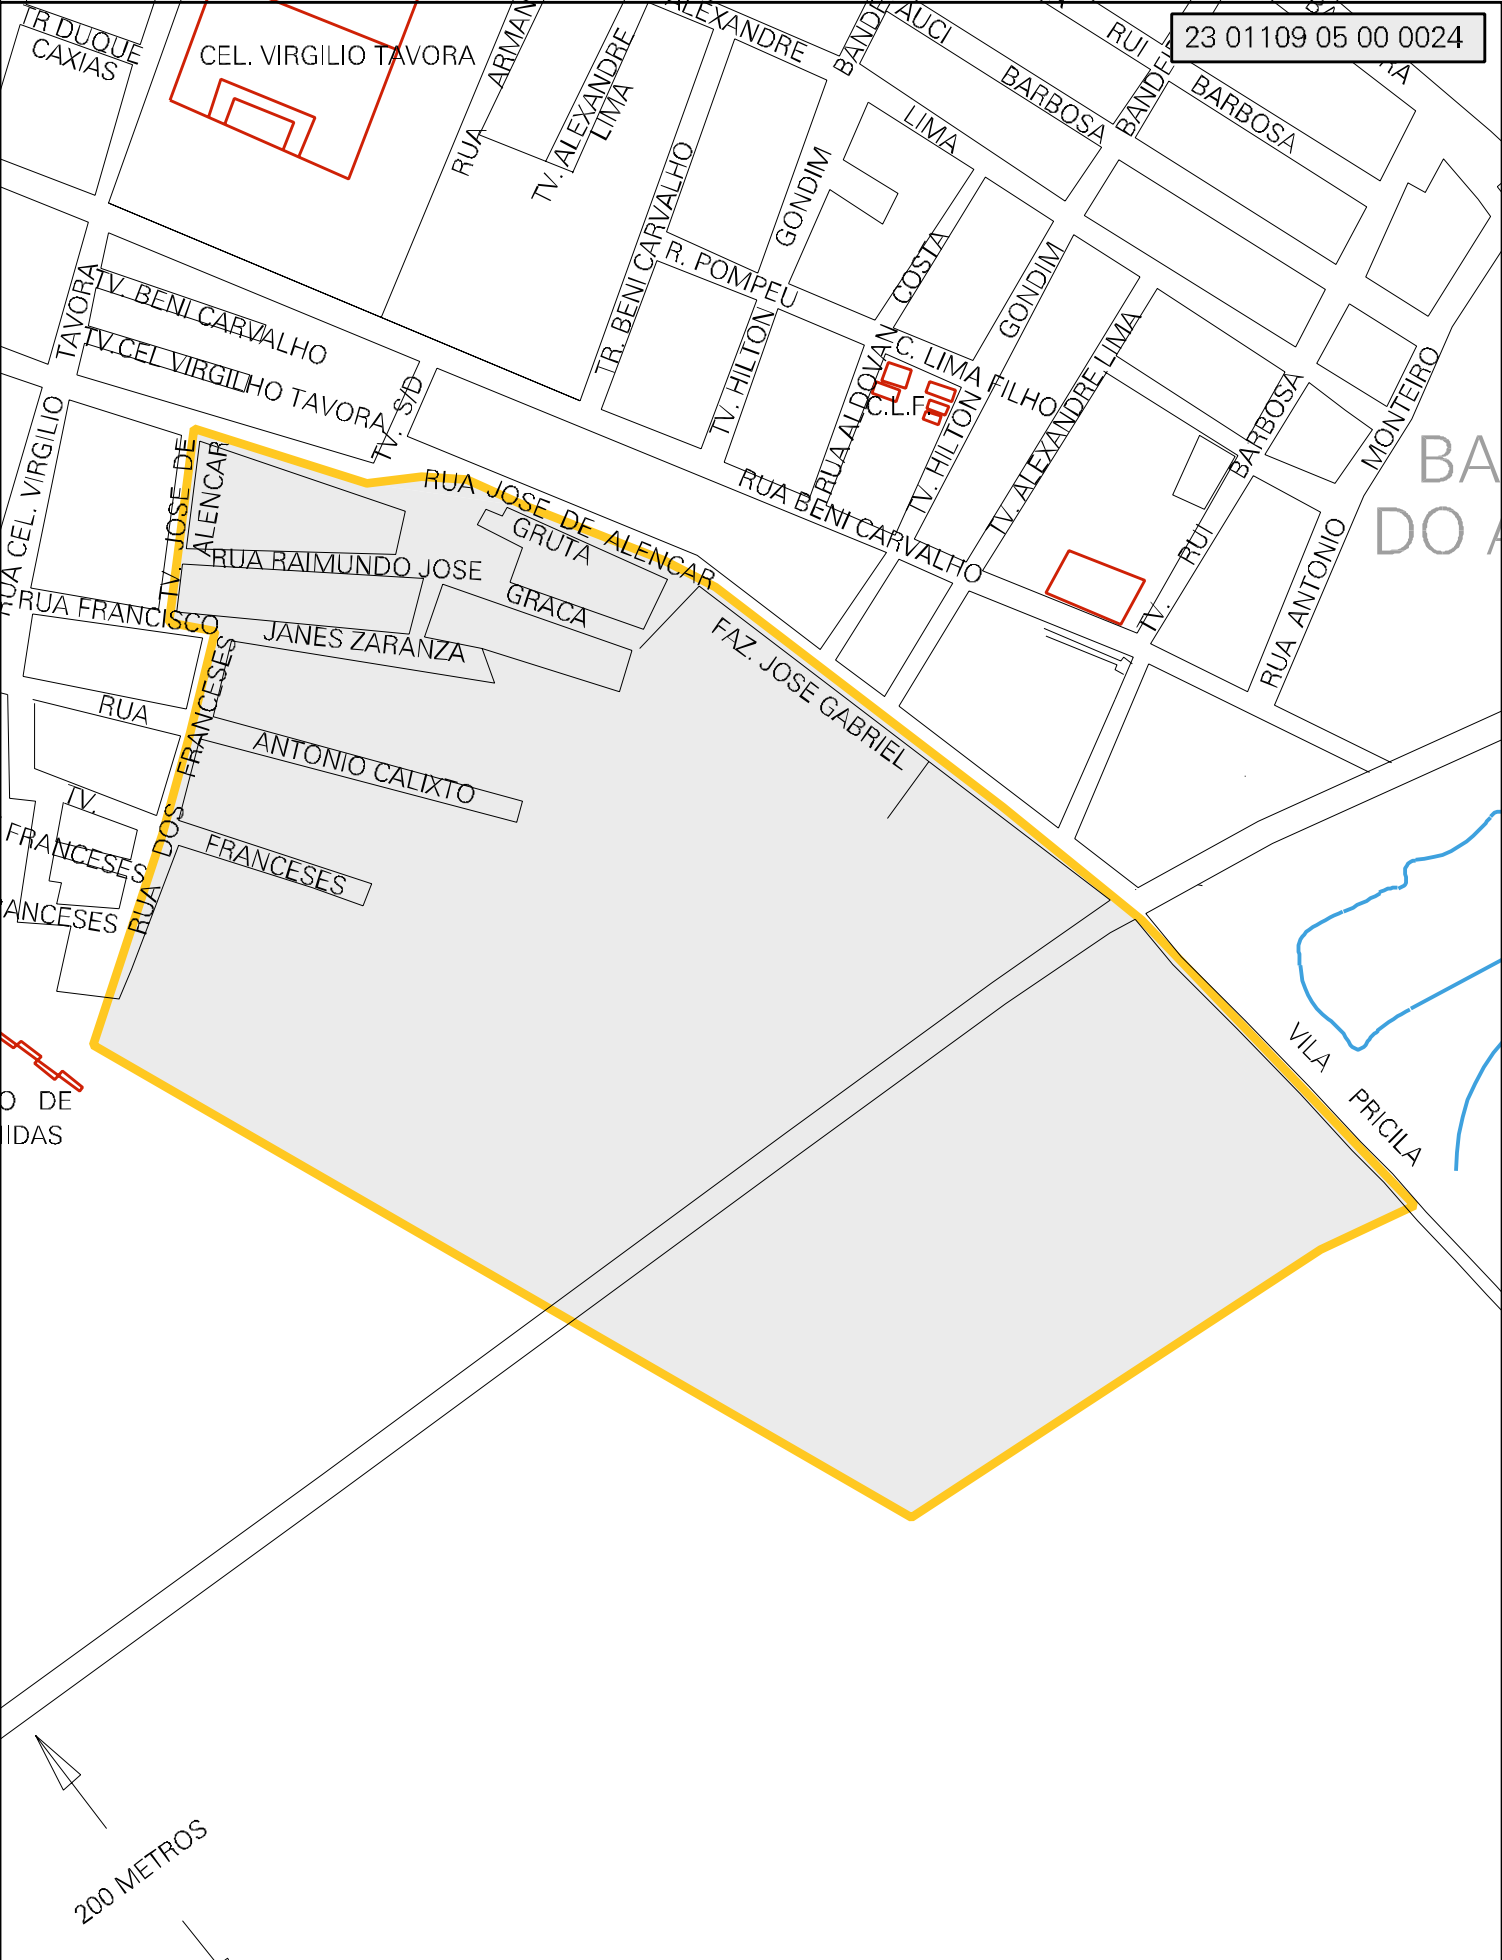 23 01109 05 00 0024
TR DUQUE
CAXIAS
CEL. VIRGILIO TAVORA
RUA
TV. ALEXANDRE
LIMA
ALEXANDRE
AUCI
BARBOSA
RUI
BARBOSA
LIMA
GONDIM
TR. BENI CARVALHO
R. POMPEU
COSTA
GONDIM
TAVORA
TV. BENI CARVALHO
TV.CEL VIRGILHO TAVORA
TV. S/D
TV. HILTON
RUA ALDOVAN
C. LIMA FILHO
C.L.F.
TV. HILTON
TV. ALEXANDRE LIMA
BARBOSA
MONTEIRO
BA
DO A
RUA CEL. VIRGILIO
TV. JOSE DE
ALENCAR
RUA JOSE DE ALENCAR
GRUTA
RUA BENI CARVALHO
TV. RUI
RUA ANTONIO
RUA RAIMUNDO JOSE
GRACA
RUA FRANCISCO
JANES ZARANZA
FAZ. JOSE GABRIEL
RUA
ANTONIO CALIXTO
RUA DOS FRANCESES
TV.
FRANCESES
FRANCESES
ANCESES
VILA PRICILA
O DE
IDAS
200 METROS